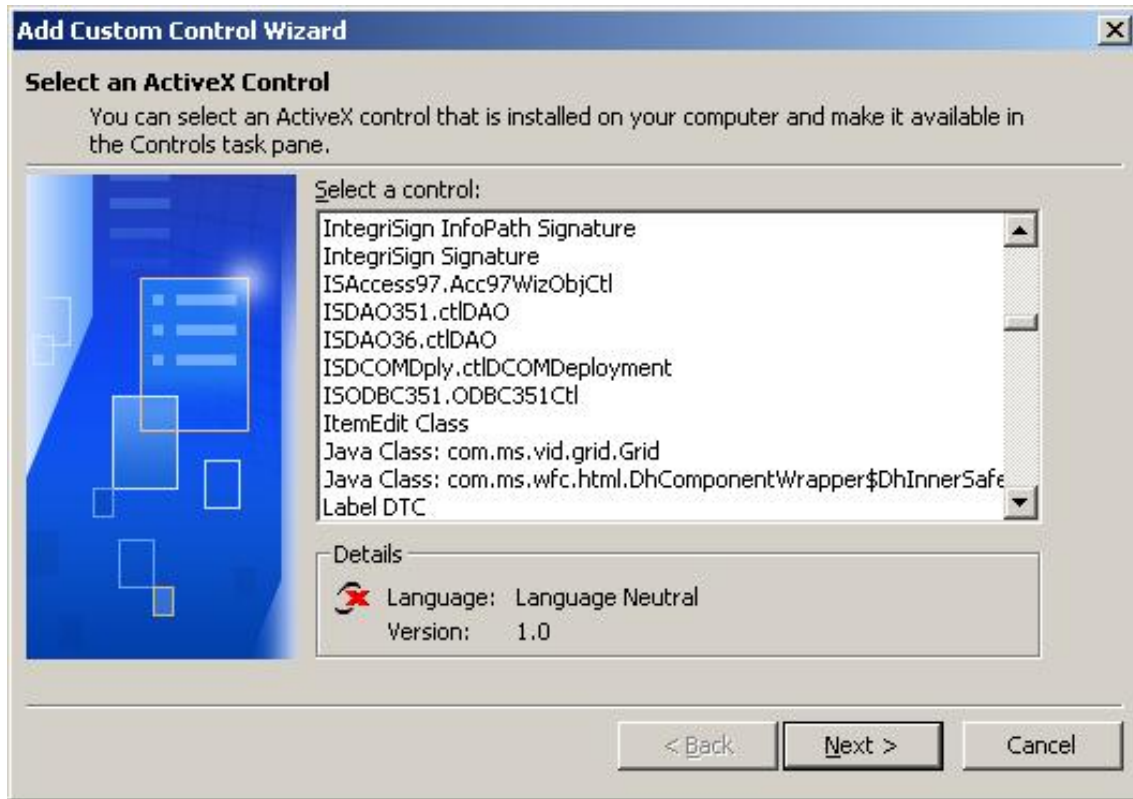 Add Custom Control Wizard
Select an ActiveX Control
You can select an ActiveX control that is installed on your computer and make it available in
the Controls task pane.
Select a control:
IntegriSign InfoPath Signature
IntegriSign Signature
ISAccess97.Acc97WizObjCtl
ISDAO351.ctlDAO
ISDAO36.ctlDAO
ISDCOMDply.ctlDCOMDeployment
ISODBC351.ODBC351Ctl
ItemEdit Class
Java Class: com.ms.vid.grid.Grid
Java Class: com.ms.wfc.html.DhComponentWrapper$DhInnerSafe
Label DTC
Details
Language: Language Neutral
Version: 1.0
< Back Next > Cancel